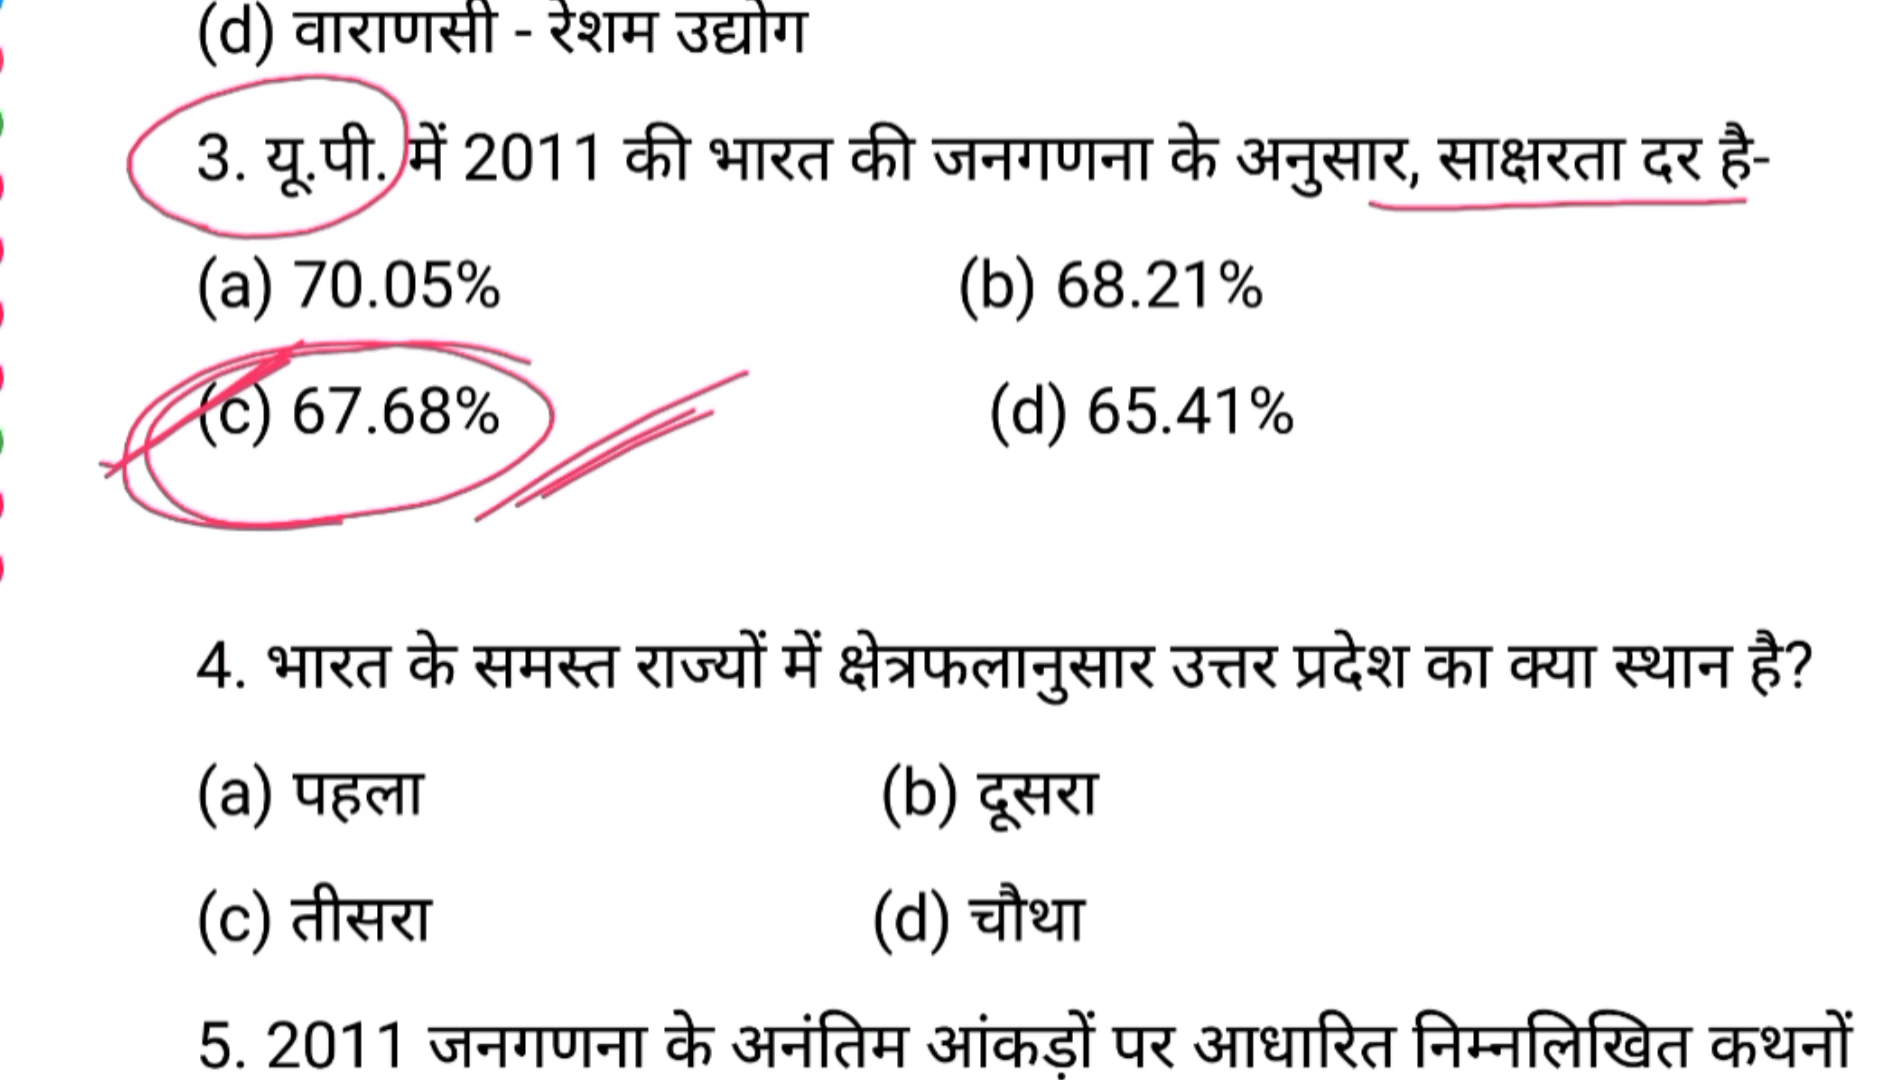 (d) वाराणसी - रेशम उद्योग
3. यू.पी. में 2011 की भारत की जनगणना के अनुसार, साक्षरता दर है-
(a) 70.05% (b) 68.21%
(c) 67.68% (d) 65.41%
4. भारत के समस्त राज्यों में क्षेत्रफलानुसार उत्तर प्रदेश का क्या स्थान है?
(a) पहला (b) दूसरा
(c) तीसरा (d) चौथा
5. 2011 जनगणना के अनंतिम आंकड़ों पर आधारित निम्नलिखित कथनों